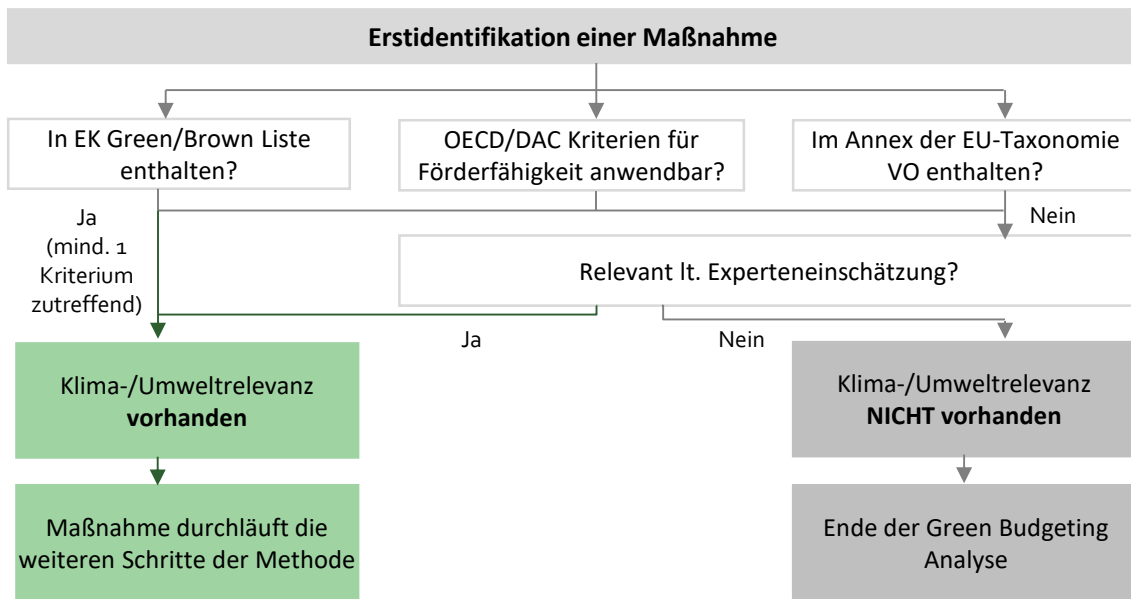 Erstidentifikation einer Maßnahme
In EK Green/Brown Liste
enthalten?
OECD/DAC Kriterien für
Förderfähigkeit anwendbar?
Im Annex der EU-Taxonomie
VO enthalten?
Ja
(mind. 1
Kriterium
zutreffend)
Nein
Relevant lt. Experteneinschätzung?
Ja
Nein
Klima-/Umweltrelevanz
vorhanden
Klima-/Umweltrelevanz
NICHT vorhanden
Maßnahme durchläuft die
weiteren Schritte der Methode
Ende der Green Budgeting
Analyse